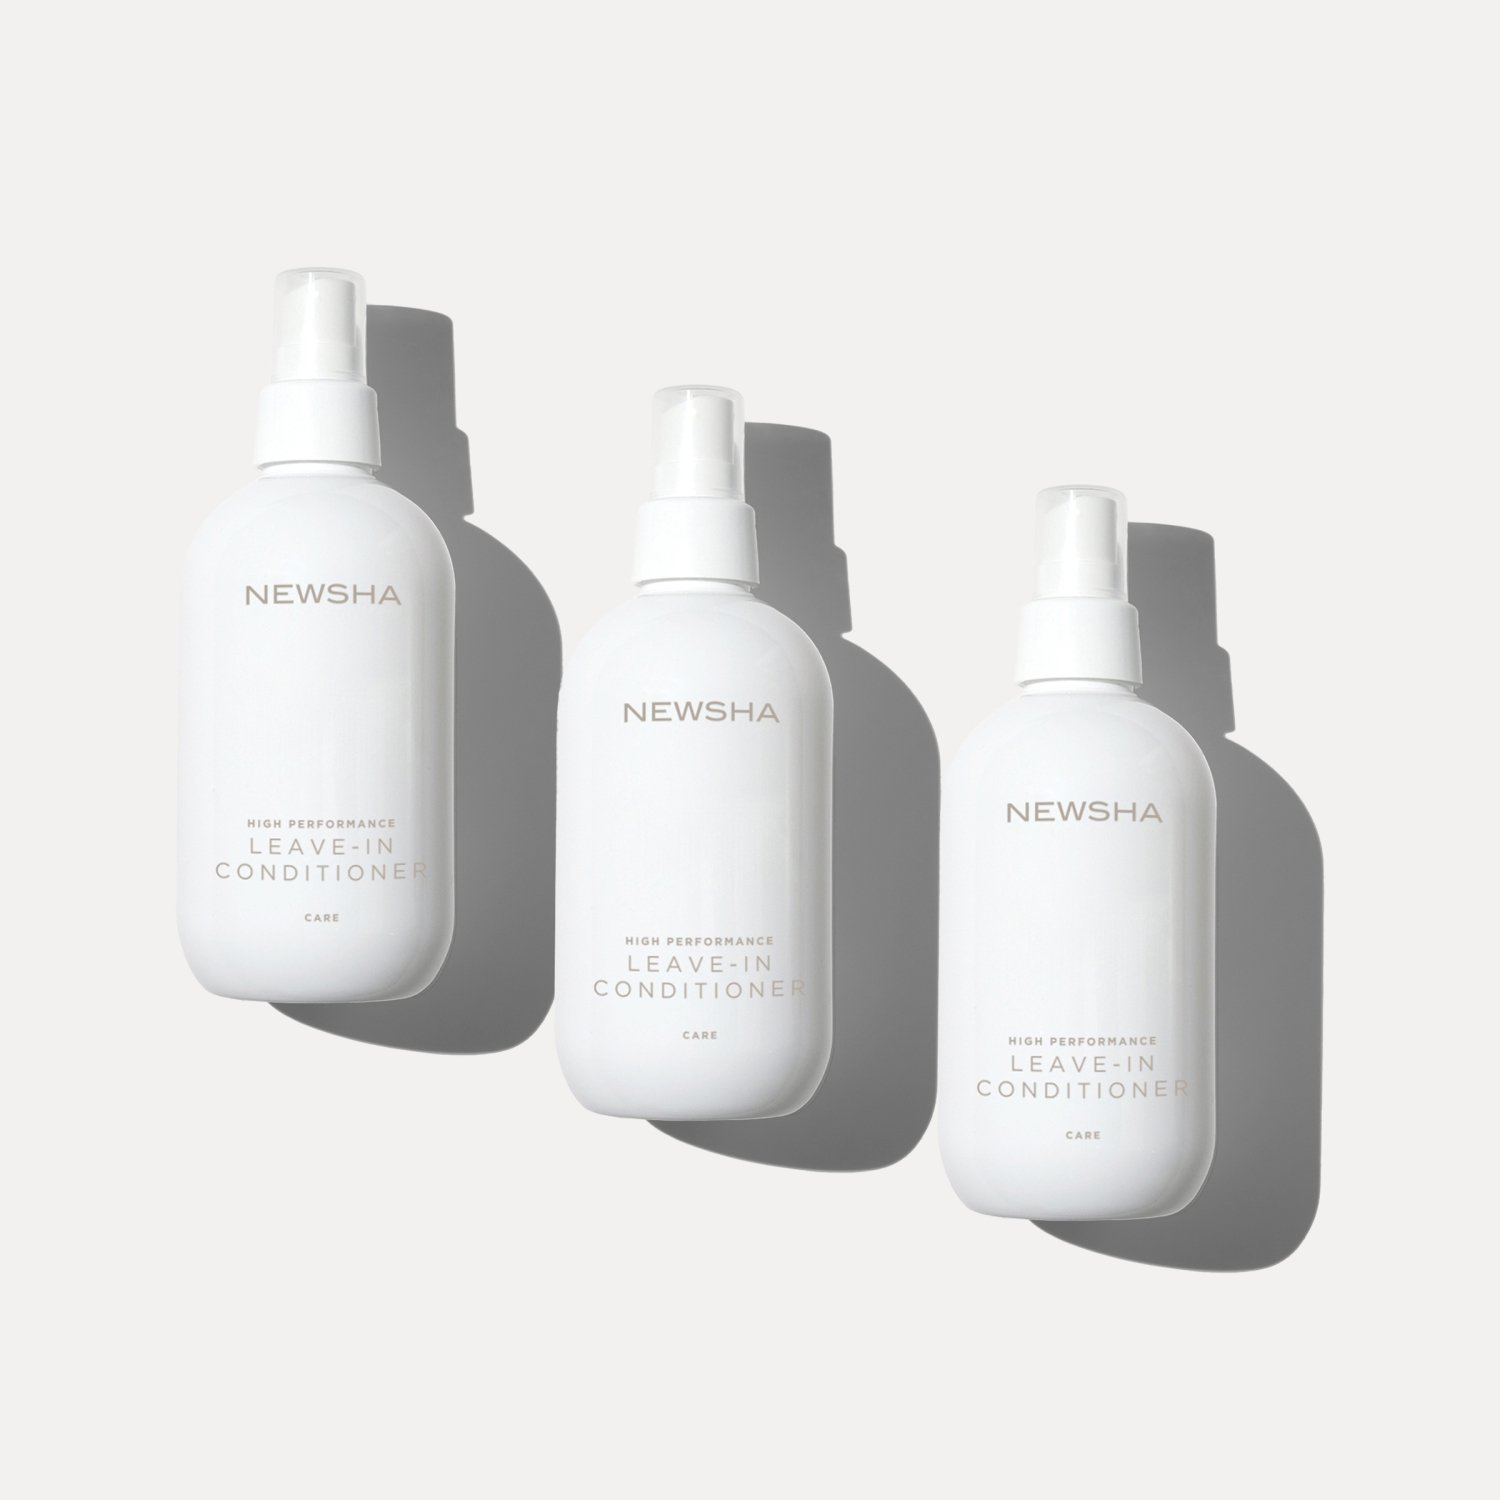 NEWSHA
HIGH PERFORMANCE
LEAVE-IN
CONDITIONER
CARE
NEWSHA
HIGH PERFORMANCE
LEAVE-IN
CONDITIONER
CARE
NEWSHA
HIGH PERFORMANCE
LEAVE-IN
CONDITIONER
CARE